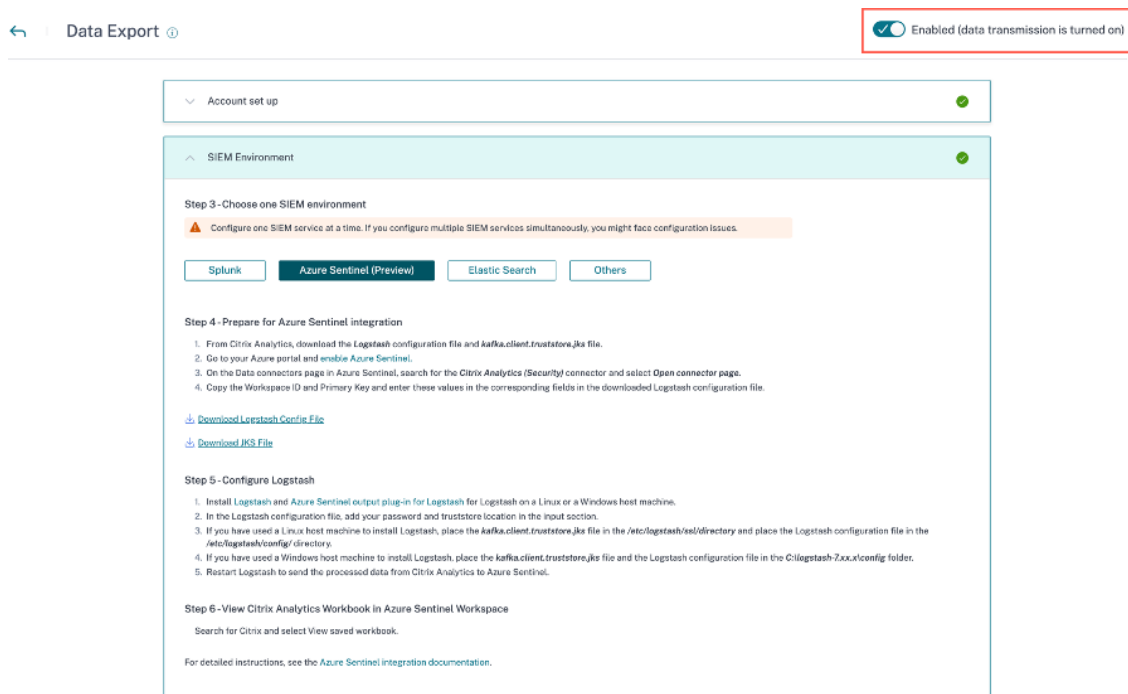 Data Export
Enabled (data transmission is turned on)
Account set up
SIEM Environment
Step 3 - Choose one SIEM environment
Configure one SIEM service at a time. If you configure multiple SIEM services simultaneously, you might face configuration issues.
Splunk
Azure Sentinel (Preview)
Elastic Search
Others
Step 4 - Prepare for Azure Sentinel integration
1. From Citrix Analytics, download the Logstash configuration file and kafka.client.truststore.jks file.
2. Go to your Azure portal and enable Azure Sentinel.
3. On the Data connectors page in Azure Sentinel, search for the Citrix Analytics (Security) connector and select Open connector page.
4. Copy the Workspace ID and Primary Key and enter these values in the corresponding fields in the downloaded Logstash configuration file.
Download Logstash Config File
Download JKS File
Step 5 - Configure Logstash
1. Install Logstash and Azure Sentinel output plug-in for Logstash for Logstash on a Linux or a Windows host machine.
2. In the Logstash configuration file, add your password and truststore location in the input section.
3. If you have used a Linux host machine to install Logstash, place the kafka.client.truststore.jks file in the /etc/logstash/ssl/directory and place the Logstash configuration file in the
/etc/logstash/config/ directory.
4. If you have used a Windows host machine to install Logstash, place the kafka.client.truststore.jks file and the Logstash configuration file in the C:\logstash-7.xx.x\config folder.
5. Restart Logstash to send the processed data from Citrix Analytics to Azure Sentinel.
Step 6 - View Citrix Analytics Workbook in Azure Sentinel Workspace
Search for Citrix and select View saved workbook.
For detailed instructions, see the Azure Sentinel integration documentation.